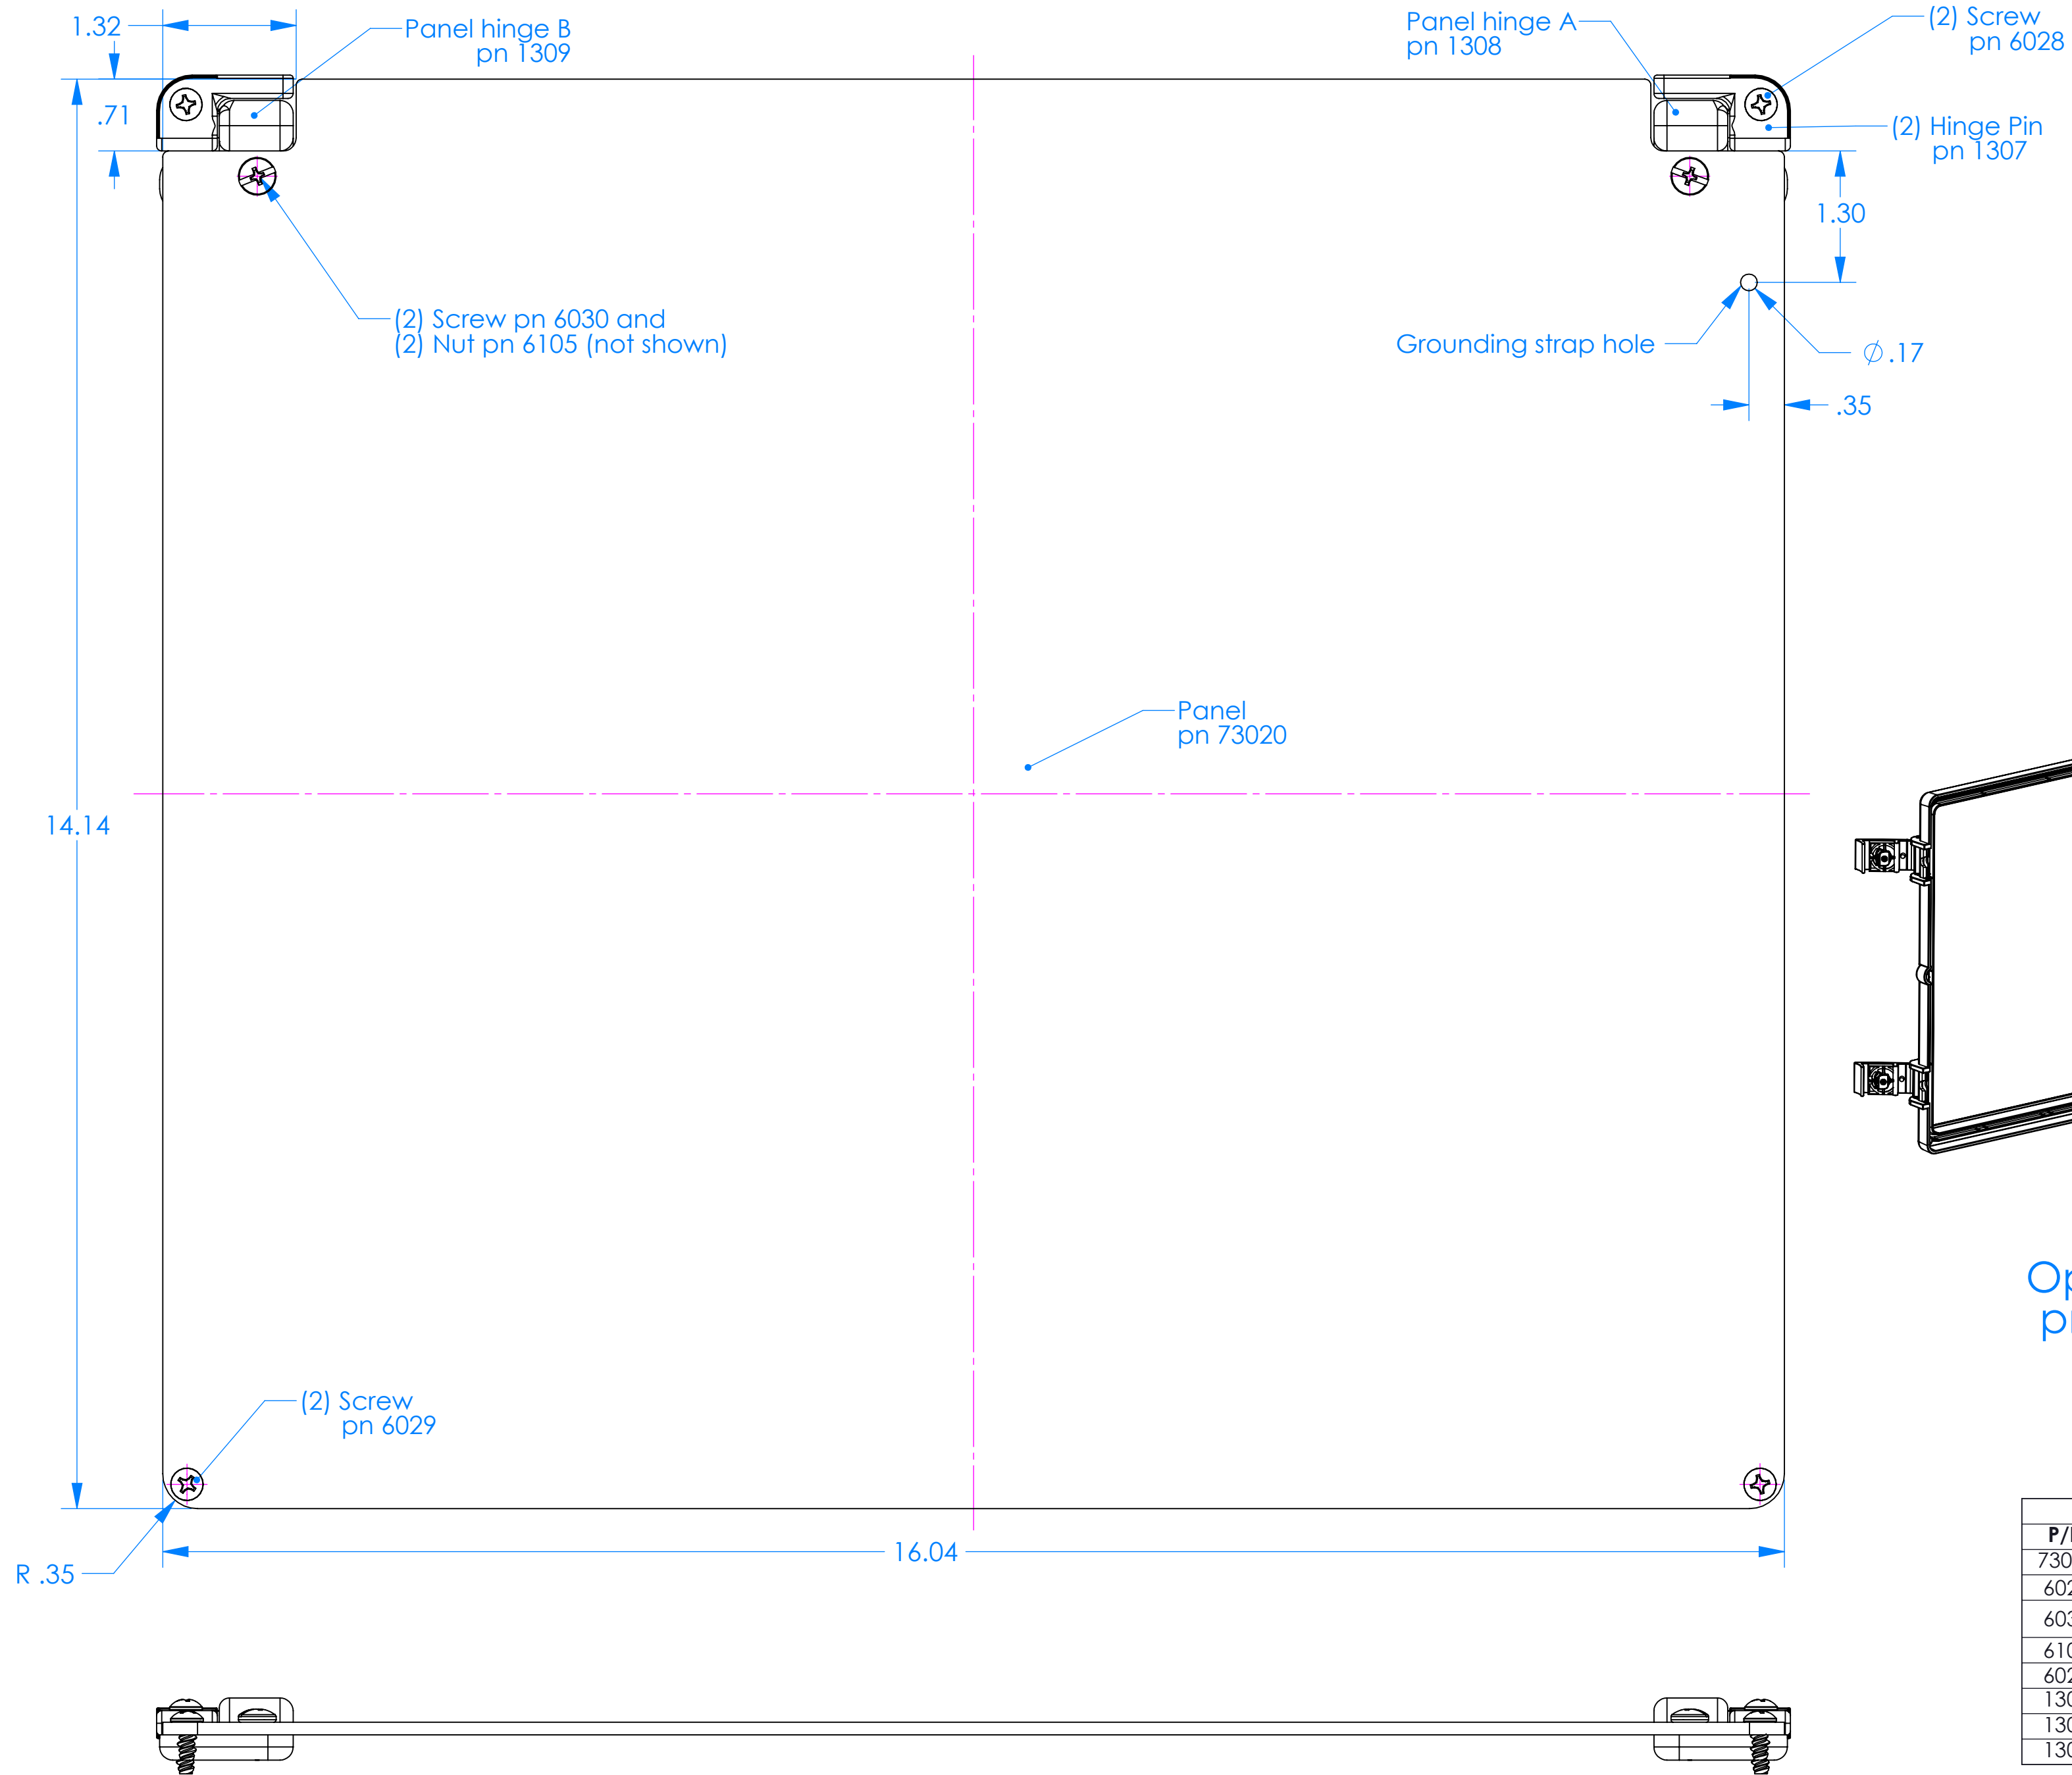 1.32
Panel hinge B
pn 1309
Panel hinge A
pn 1308
(2) Screw
pn 6028
.71
(2) Hinge Pin
pn 1307
1.30
(2) Screw pn 6030 and
(2) Nut pn 6105 (not shown)
Grounding strap hole
∅ .17
.35
Panel
pn 73020
14.14
(2) Screw
pn 6029
16.04
R .35